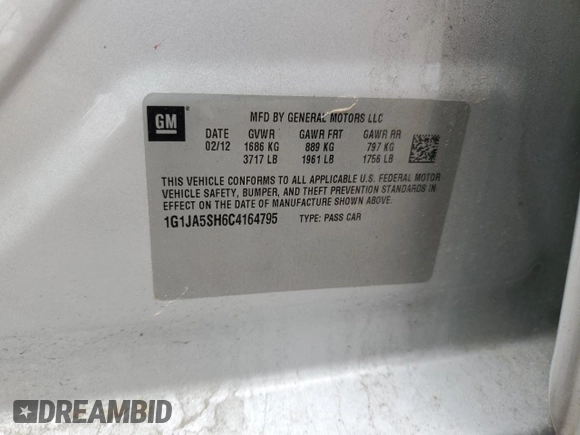 GM
MFD BY GENERAL MOTORS LLC
DATE GVWR GAWR FRT GAWR RR
02/12 1686 KG 889 KG 797 KG
3717 LB 1961 LB 1756 LB
THIS VEHICLE CONFORMS TO ALL APPLICABLE U.S. FEDERAL MOTOR
VEHICLE SAFETY, BUMPER, AND THEFT PREVENTION STANDARDS IN
EFFECT ON THE DATE OF MANUFACTURE SHOWN ABOVE.
1G1JA5SH6C4164795 TYPE: PASS CAR
DREAMBID